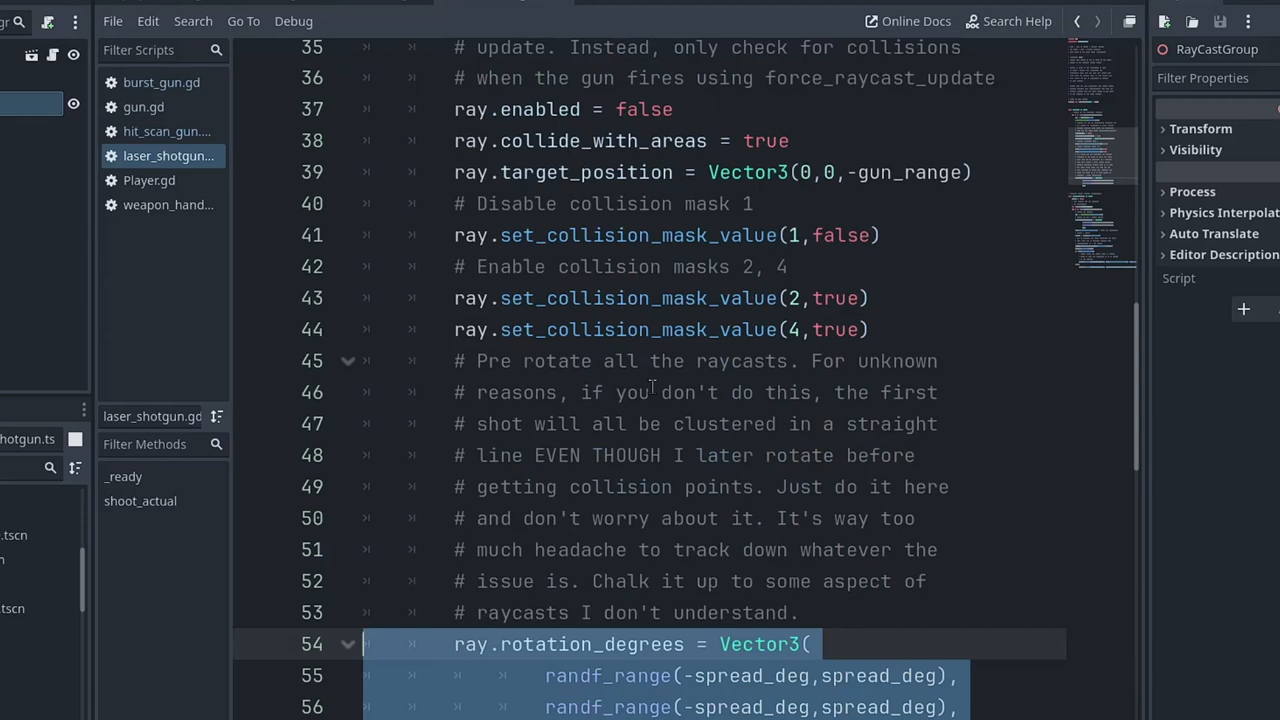 gr
File Edit Search Go To Debug
Online Docs Search Help
Filter Scripts
burst_gun.gd
gun.gd
hit_scan_gun....
laser_shotgun...
Player.gd
weapon_hand...
laser_shotgun.gd
Filter Methods
_ready
shoot_actual
hotgun.ts
.tscn
n
.tscn
35 # update. Instead, only check for collisions
36 # when the gun fires using force_raycast_update
37 ray.enabled = false
38 ray.collide_with_areas = true
39 ray.target_position = Vector3(0,0,-gun_range)
40 # Disable collision mask 1
41 ray.set_collision_mask_value(1,false)
42 # Enable collision masks 2, 4
43 ray.set_collision_mask_value(2,true)
44 ray.set_collision_mask_value(4,true)
45 # Pre rotate all the raycasts. For unknown
46 # reasons, if you don't do this, the first
47 # shot will all be clustered in a straight
48 # line EVEN THOUGH I later rotate before
49 # getting collision points. Just do it here
50 # and don't worry about it. It's way too
51 # much headache to track down whatever the
52 # issue is. Chalk it up to some aspect of
53 # raycasts I don't understand.
54 ray.rotation_degrees = Vector3(
55 randf_range(-spread_deg,spread_deg),
56 randf_range(-spread_deg,spread_deg),
RayCastGroup
Filter Properties
Transform
Visibility
Process
Physics Interpolat
Auto Translate
Editor Description
Script